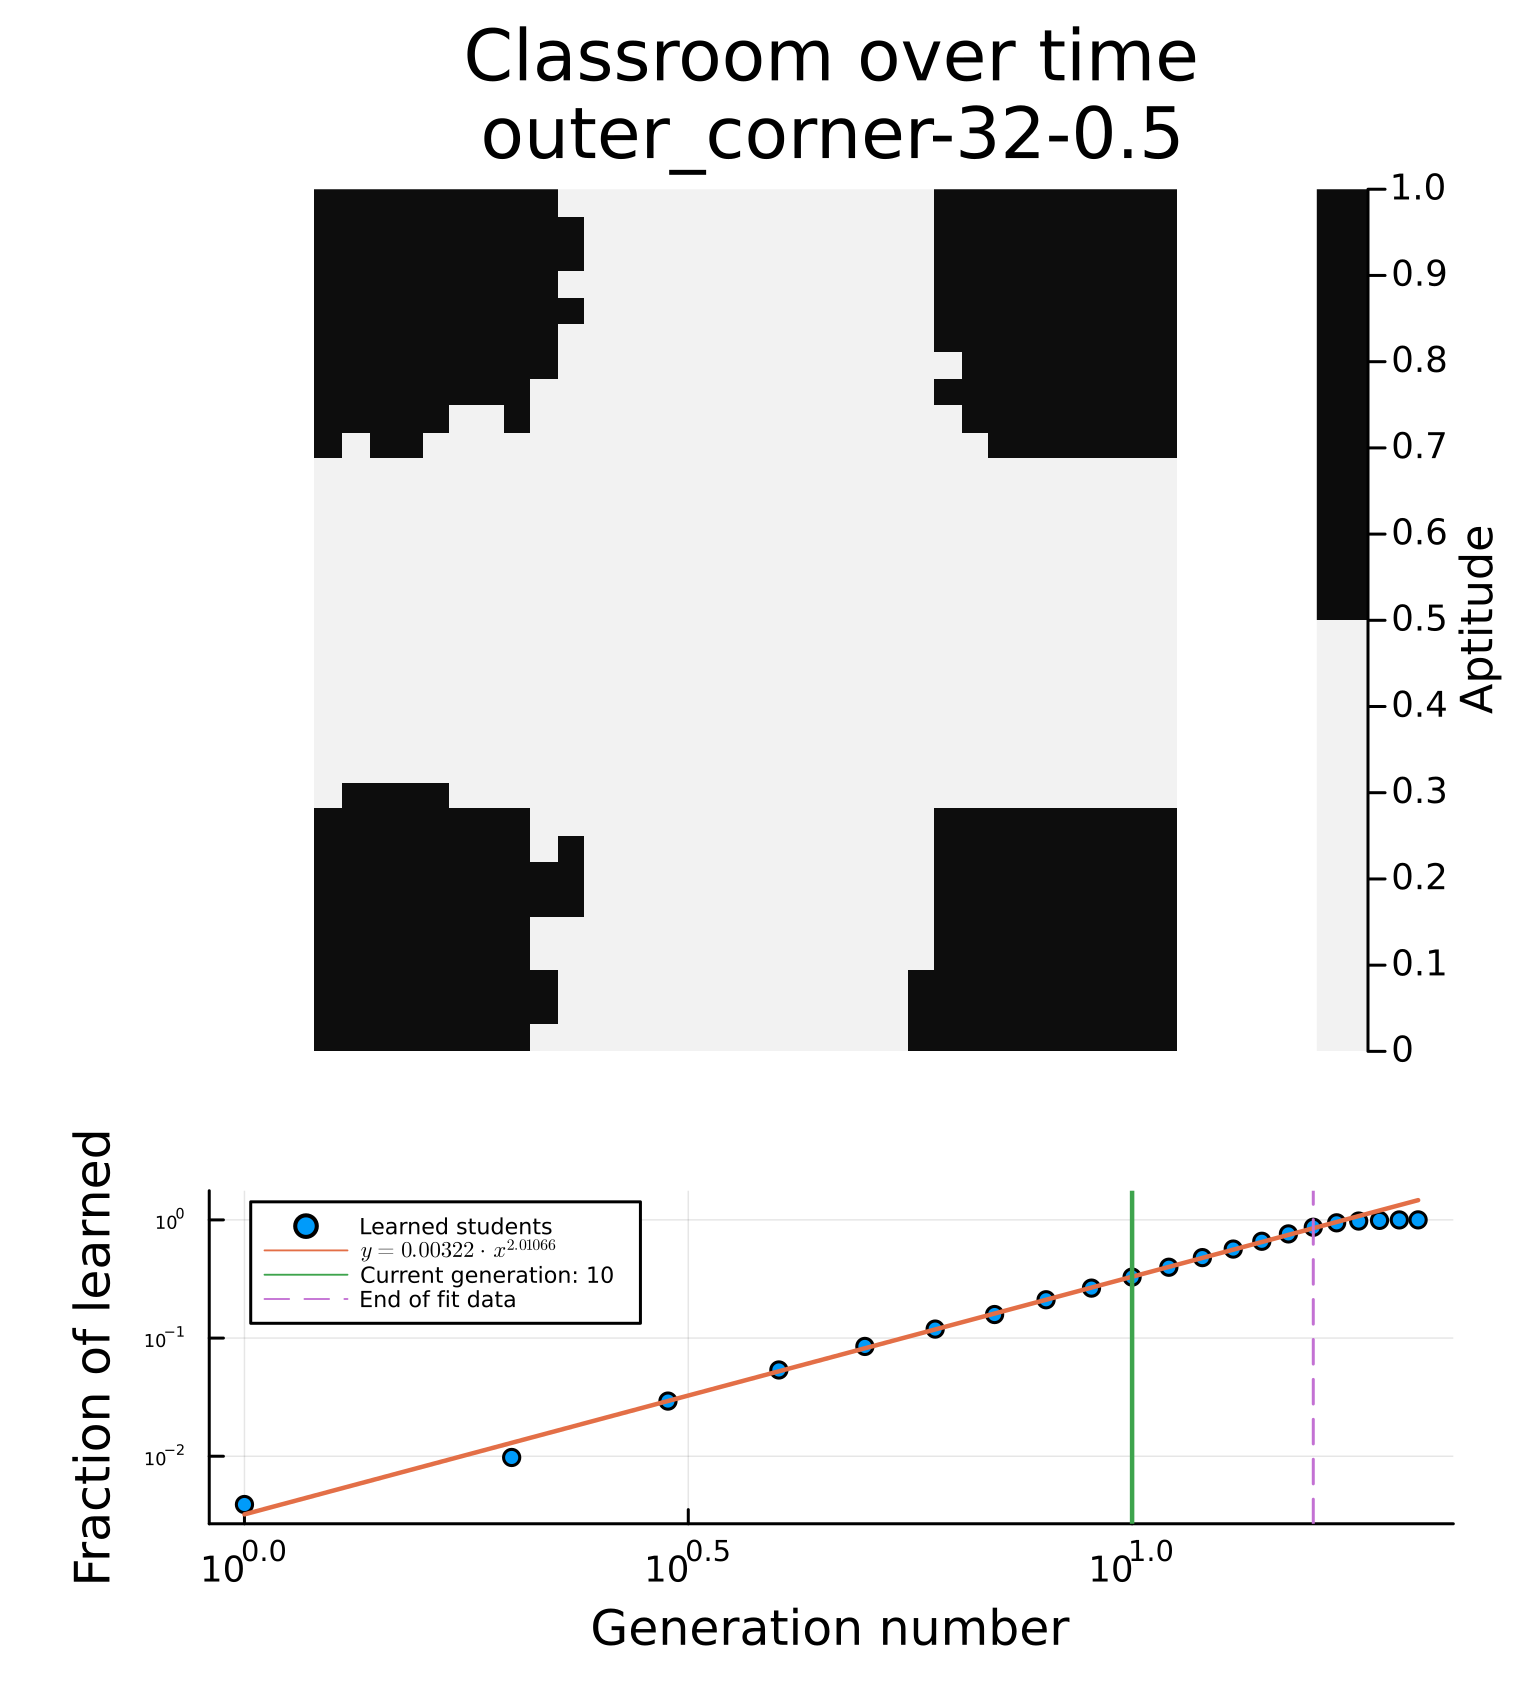 Classroom over time
outer_corner-32-0.5
1.0
0.9
0.8
0.7
0.6
0.5
0.4
0.3
0.2
0.1
0
Aptitude
Fraction of learned
10⁰
10⁻¹
10⁻²
Learned students
y = 0.00322 · x^2.01066
Current generation: 10
End of fit data
10^0.0
10^0.5
10^1.0
Generation number